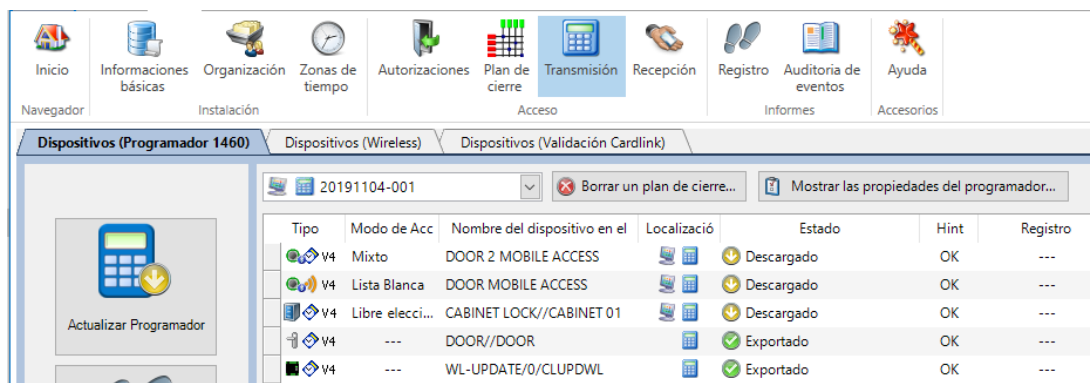 Inicio
Informaciones básicas
Organización
Zonas de tiempo
Autorizaciones
Plan de cierre
Transmisión
Recepción
Registro
Auditoria de eventos
Ayuda
Navegador
Instalación
Acceso
Informes
Accesorios
Dispositivos (Programador 1460)
Dispositivos (Wireless)
Dispositivos (Validación Cardlink)
20191104-001
Borrar un plan de cierre...
Mostrar las propiedades del programador...
Actualizar Programador
Tipo Modo de Acc Nombre del dispositivo en el Localizació Estado Hint Registro
V4 Mixto DOOR 2 MOBILE ACCESS Descargado OK ---
V4 Lista Blanca DOOR MOBILE ACCESS Descargado OK ---
V4 Libre elecci... CABINET LOCK//CABINET 01 Descargado OK ---
V4 --- DOOR//DOOR Exportado OK ---
V4 --- WL-UPDATE/0/CLUPDWL Exportado OK ---